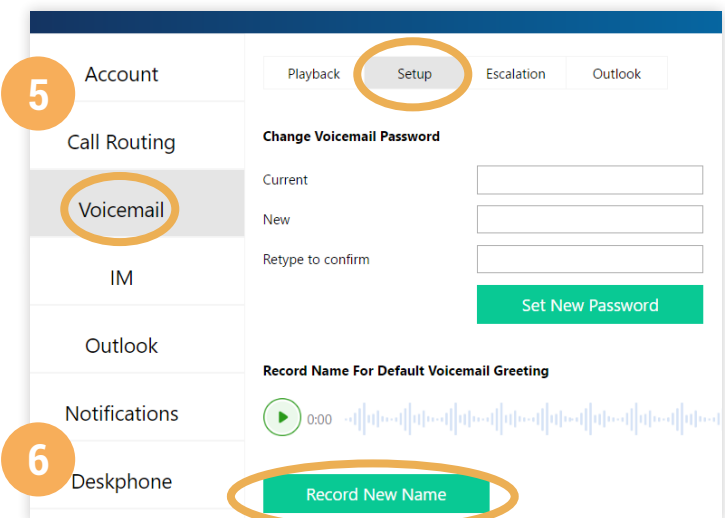 5
Account
Call Routing
Voicemail
IM
Outlook
Notifications
6
Deskphone
Playback Setup Escalation Outlook
Change Voicemail Password
Current
New
Retype to confirm
Set New Password
Record Name For Default Voicemail Greeting
0:00
Record New Name